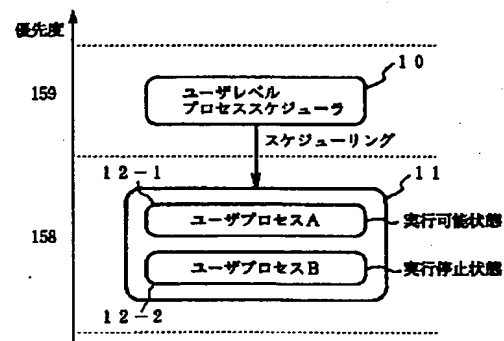 優先度
10
159
ユーザレベル
プロセススケジューラ
スケジューリング
12-1
11
ユーザプロセスA
実行可能状態
158
ユーザプロセスB
実行停止状態
12-2